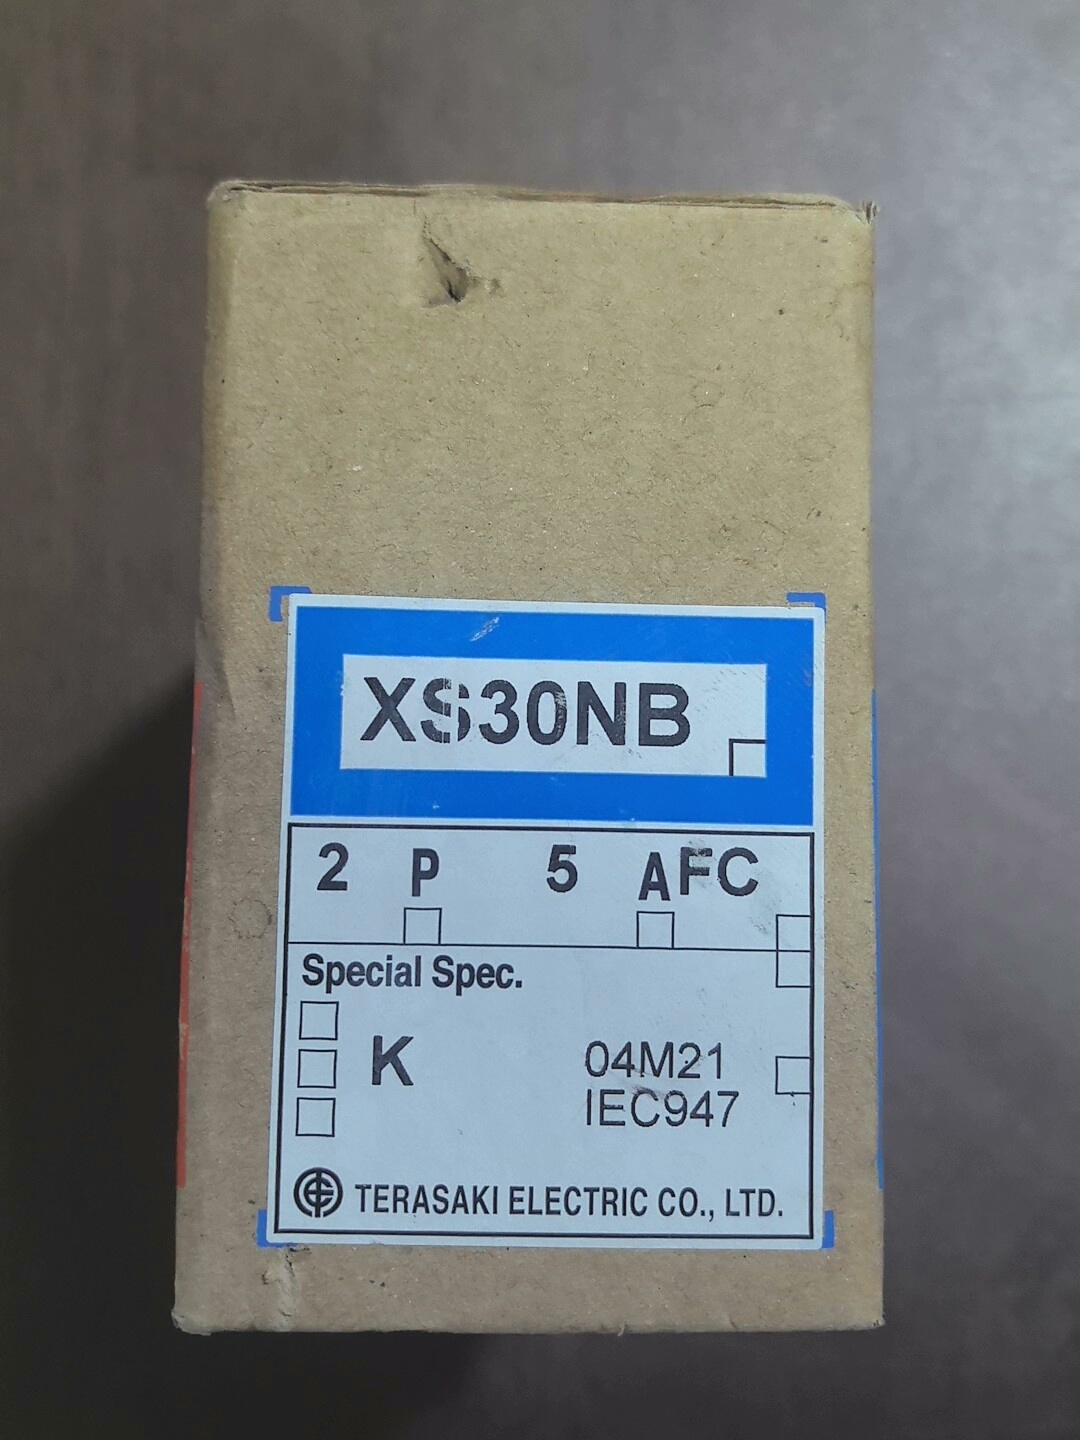 XS30NB
2 P 5 AFC
Special Spec.
K 04M21
IEC947
TERASAKI ELECTRIC CO., LTD.